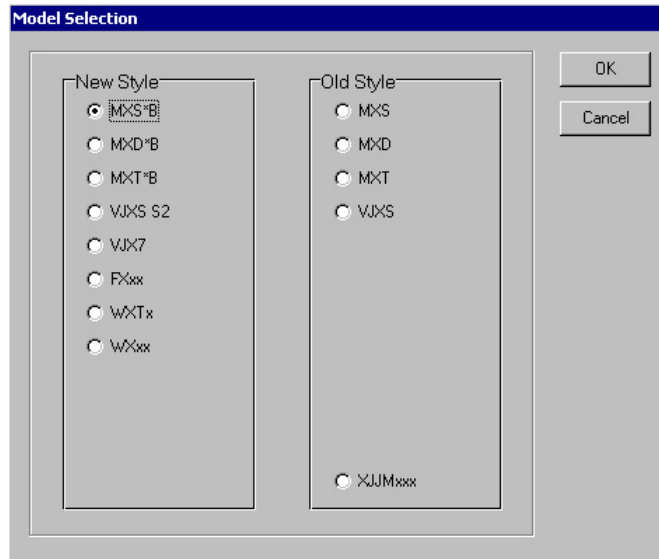 Model Selection
New Style
MXS*B
MXD*B
MXT*B
VJXS S2
VJX7
FXxx
WXTx
WXxx
Old Style
MXS
MXD
MXT
VJXS
XJJMxxx
OK
Cancel